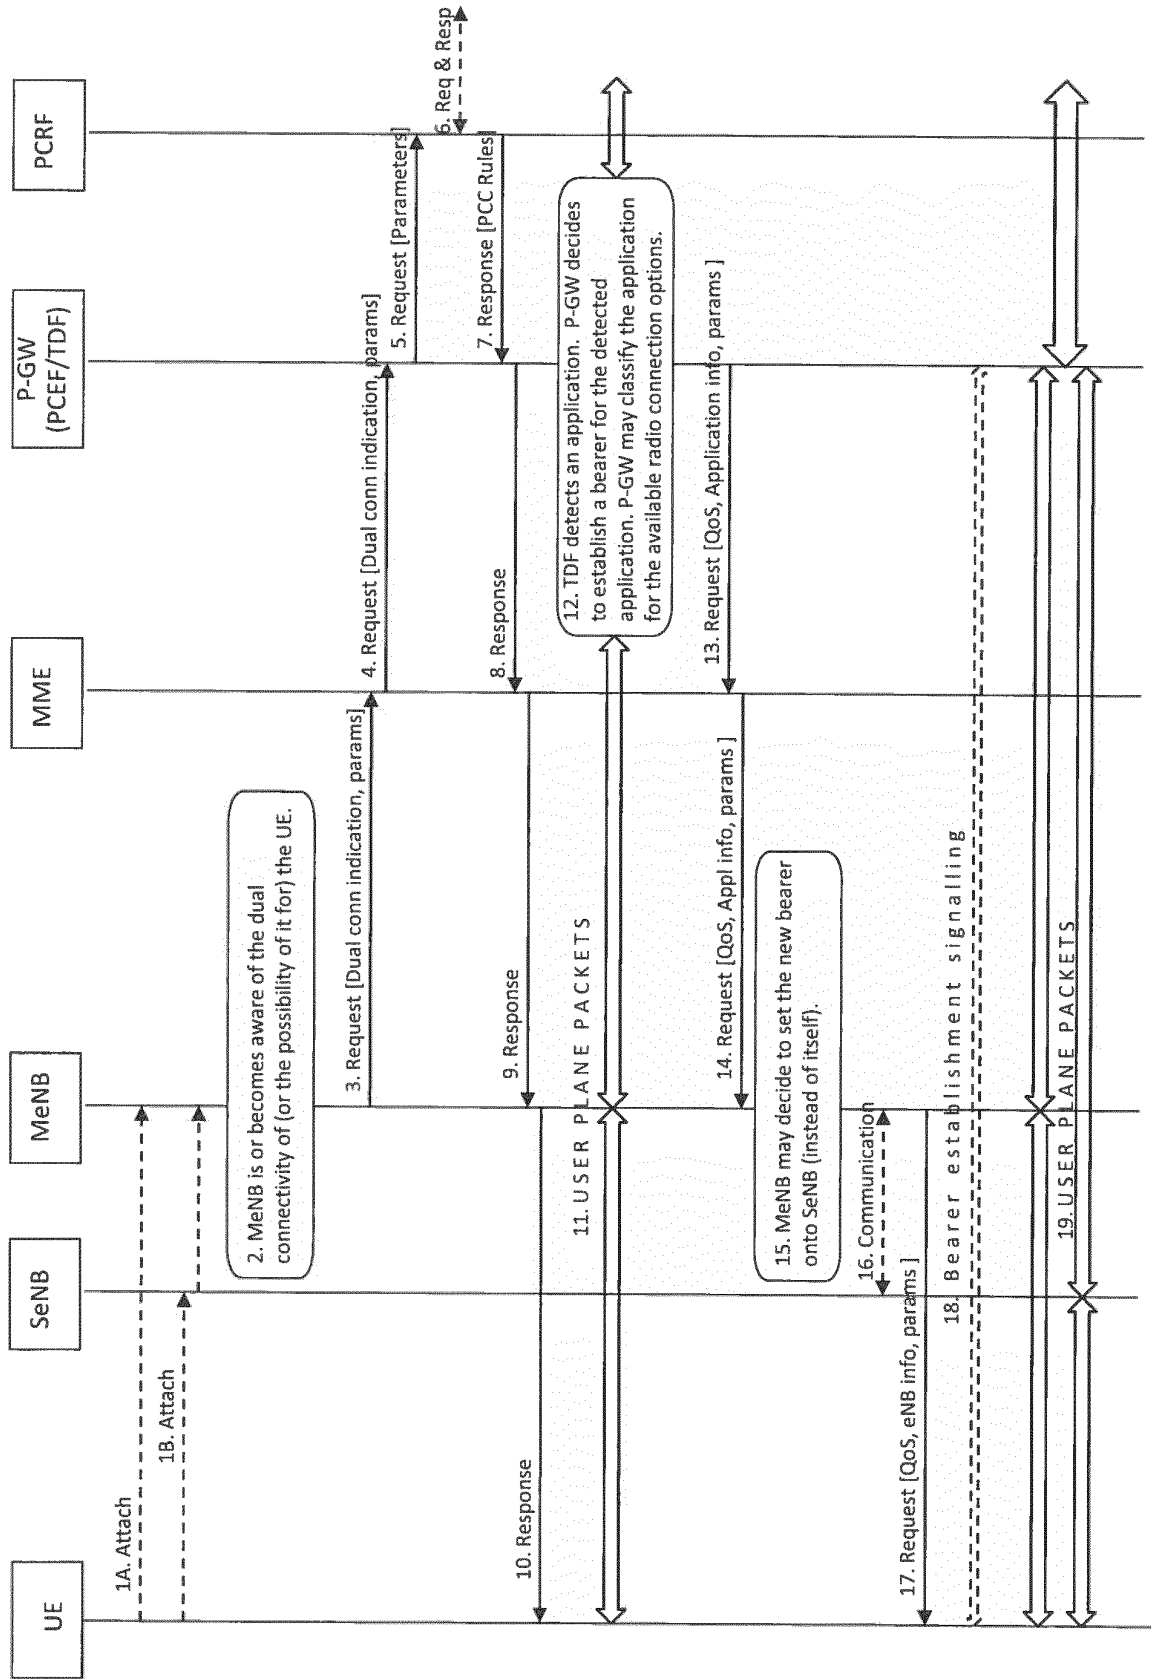 UE
SeNB
MeNB
MME
P-GW
(PCEF/TDF)
PCRF
1A. Attach
1B. Attach
2. MeNB is or becomes aware of the dual
connectivity of (or the possibility of it for) the UE.
3. Request [Dual conn indication, params]
4. Request [Dual conn indication, params]
5. Request [Parameters]
6. Req & Resp
7. Response [PCC Rules]
8. Response
9. Response
10. Response
11. USER PLANE PACKETS
12. TDF detects an application. P-GW decides
to establish a bearer for the detected
application. P-GW may classify the application
for the available radio connection options.
13. Request [QoS, Application info, params ]
14. Request [QoS, Appl info, params ]
15. MeNB may decide to set the new bearer
onto SeNB (instead of itself).
16. Communication
17. Request [QoS, eNB info, params ]
18. Bearer establishment signalling
19. USER PLANE PACKETS